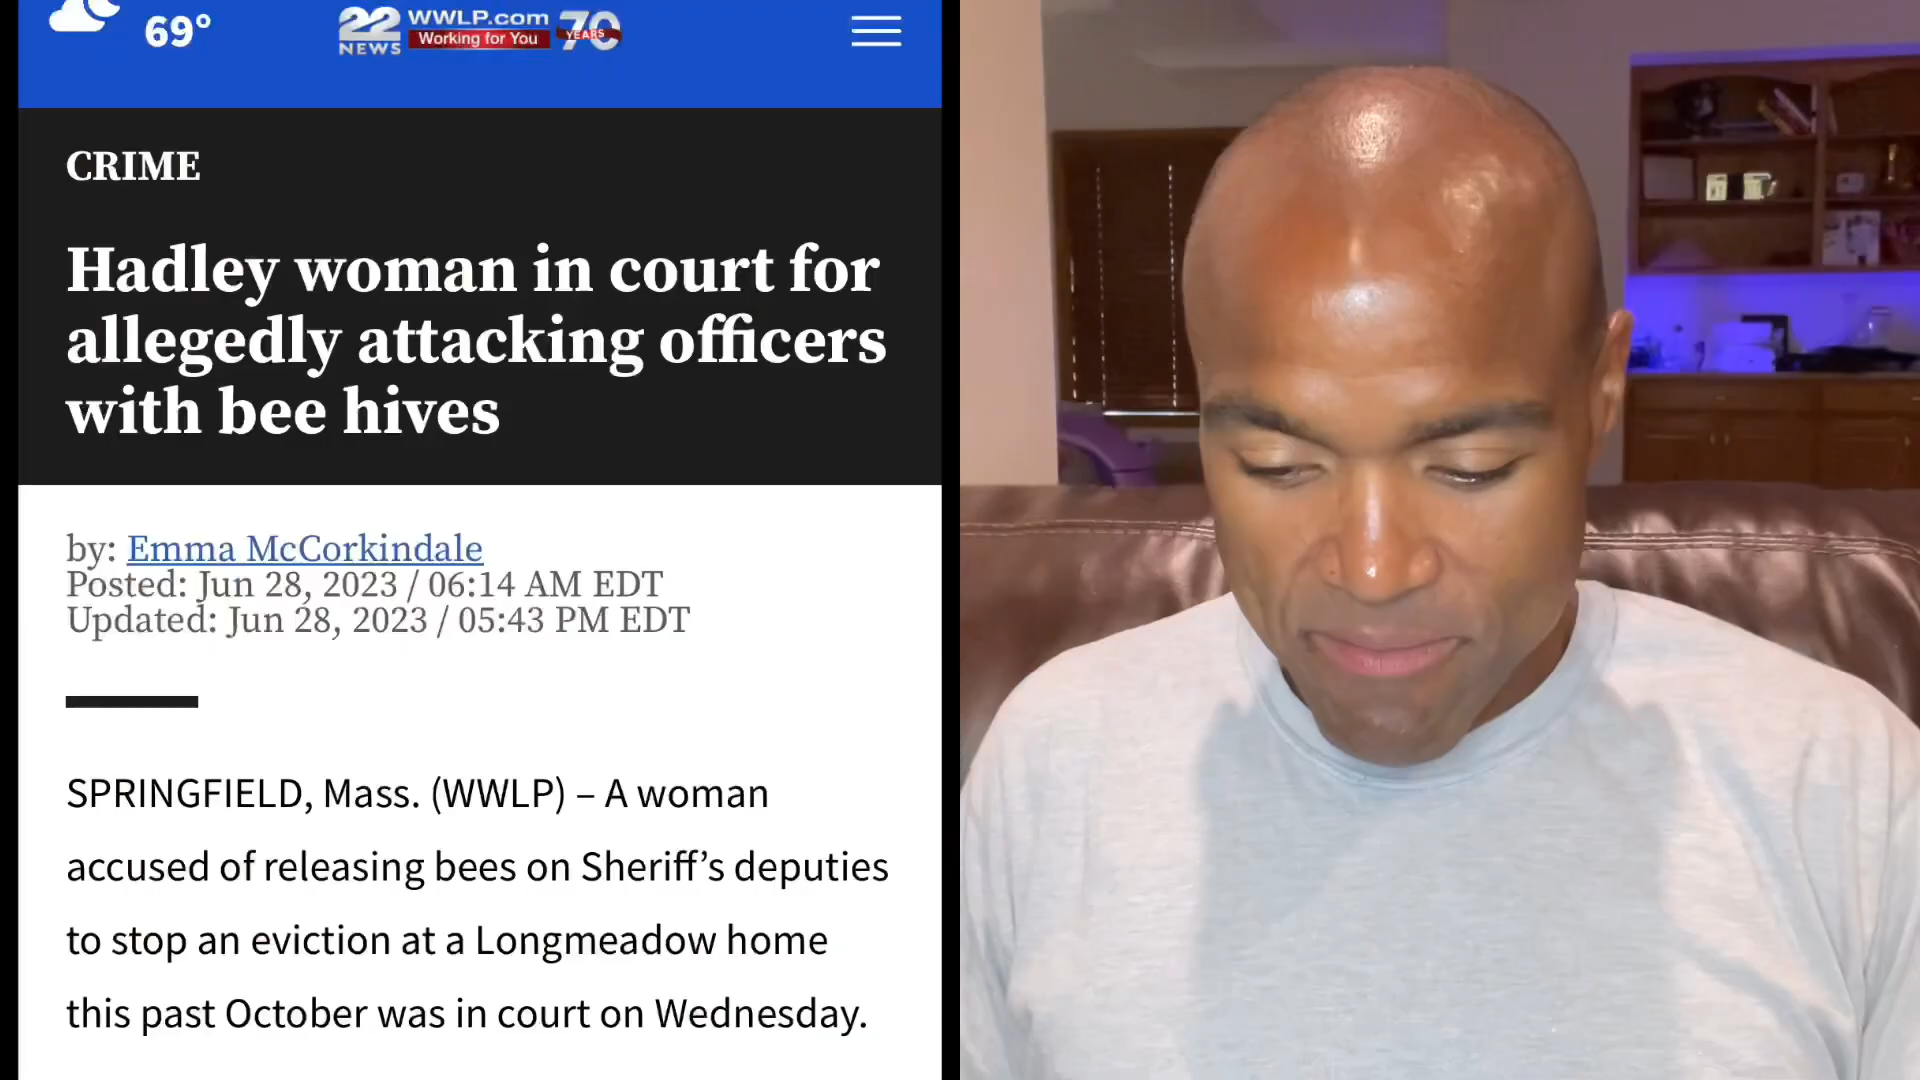 69°
22 NEWS
WWLP.com
Working for You
70 YEARS
CRIME
Hadley woman in court for
allegedly attacking officers
with bee hives
by: Emma McCorkindale
Posted: Jun 28, 2023 / 06:14 AM EDT
Updated: Jun 28, 2023 / 05:43 PM EDT
SPRINGFIELD, Mass. (WWLP) – A woman
accused of releasing bees on Sheriff’s deputies
to stop an eviction at a Longmeadow home
this past October was in court on Wednesday.